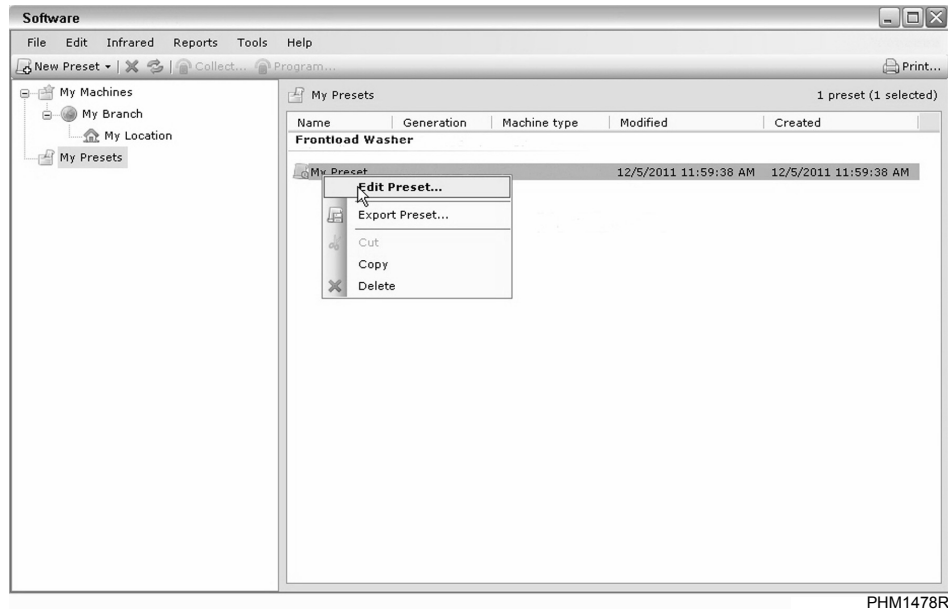 Software
File Edit Infrared Reports Tools Help
New Preset Collect... Program... Print...
My Machines
My Branch
My Location
My Presets
My Presets 1 preset (1 selected)
Name Generation Machine type Modified Created
Frontload Washer
My Preset 12/5/2011 11:59:38 AM 12/5/2011 11:59:38 AM
Edit Preset...
Export Preset...
Cut
Copy
Delete
PHM1478R